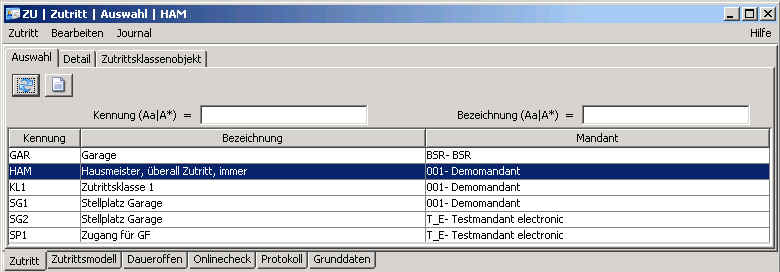 ZU | Zutritt | Auswahl | HAM
Zutritt Bearbeiten Journal Hilfe
Auswahl Detail Zutrittsklassenobjekt
Kennung (Aa|A*) = Bezeichnung (Aa|A*) =
Kennung Bezeichnung Mandant
GAR Garage BSR- BSR
HAM Hausmeister, überall Zutritt, immer 001- Demomandant
KL1 Zutrittsklasse 1 001- Demomandant
SG1 Stellplatz Garage 001- Demomandant
SG2 Stellplatz Garage T_E- Testmandant electronic
SP1 Zugang für GF T_E- Testmandant electronic
Zutritt Zutrittsmodell Daueroffen Onlinecheck Protokoll Grunddaten